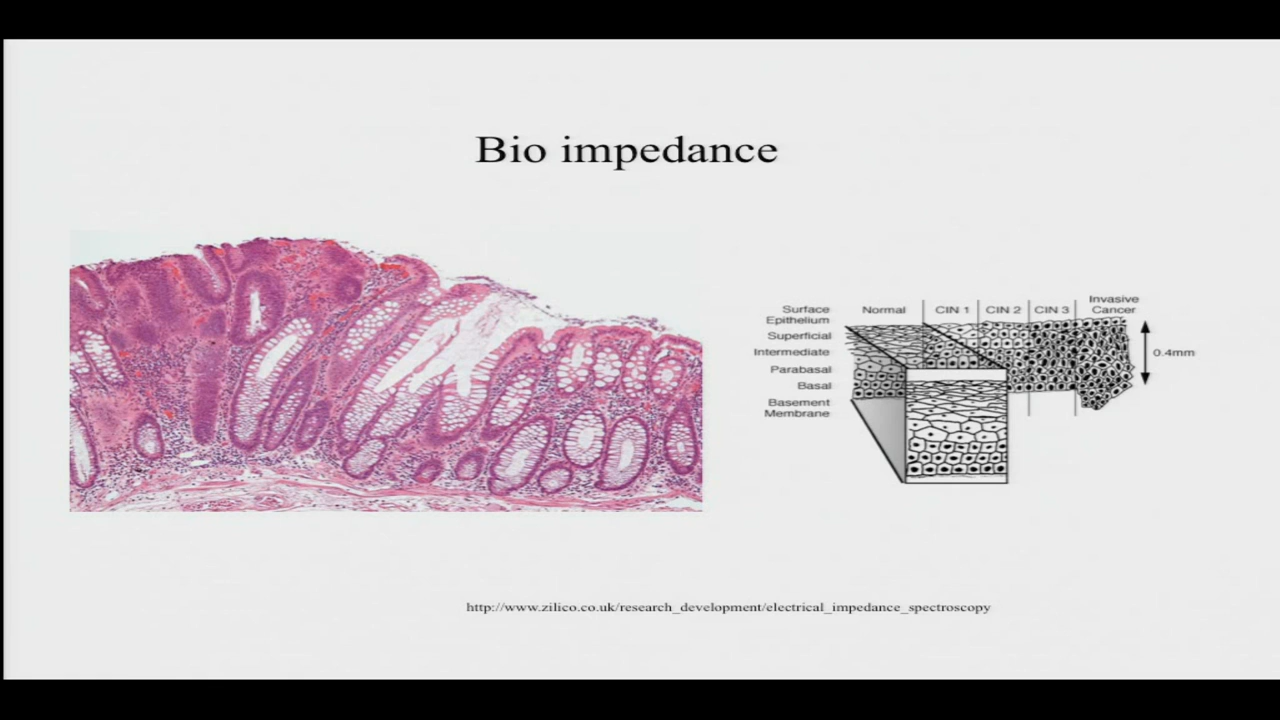 Bio impedance
Surface
Epithelium
Superficial
Intermediate
Parabasal
Basal
Basement
Membrane
Normal
CIN 1
CIN 2
CIN 3
Invasive
Cancer
0.4mm
http://www.zilico.co.uk/research_development/electrical_impedance_spectroscopy